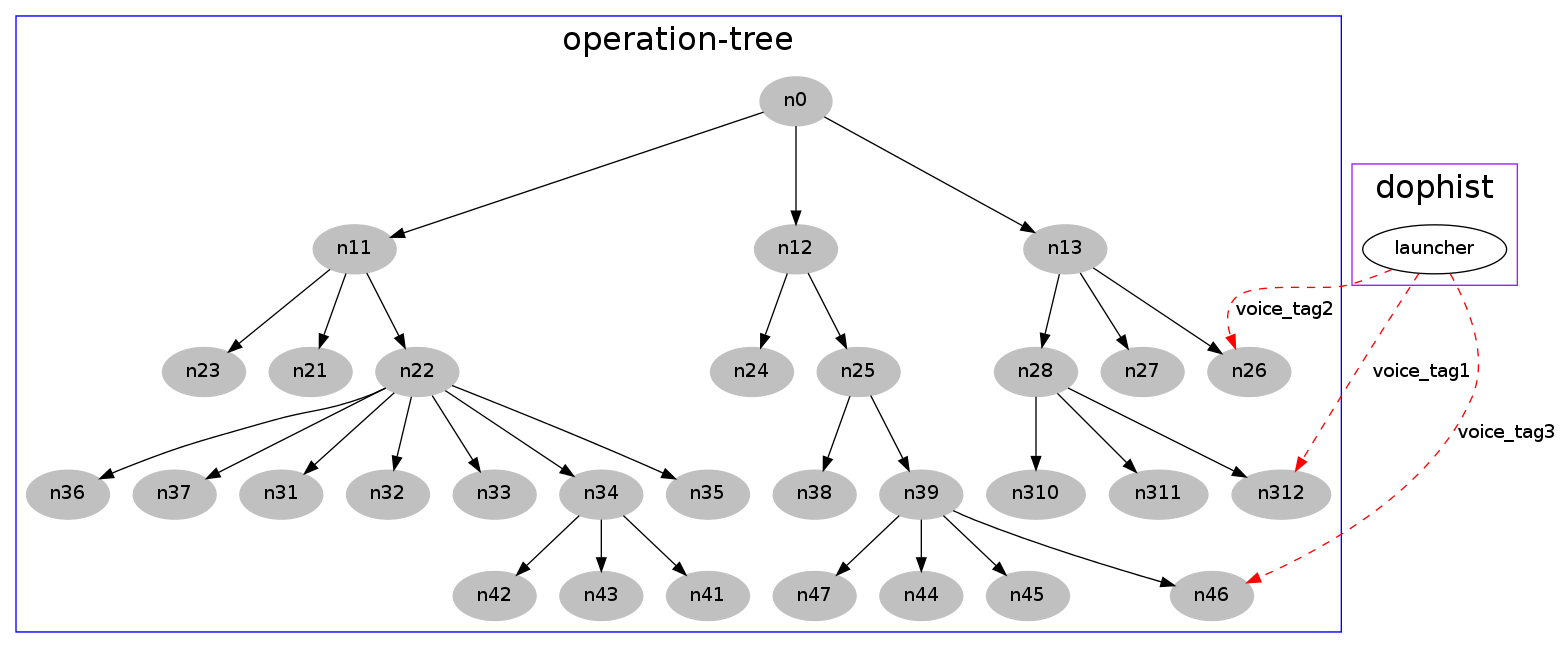 operation-tree
n0
dophist
n11
n12
n13
launcher
voice_tag2
n23
n21
n22
n24
n25
n28
n27
n26
voice_tag1
voice_tag3
n36
n37
n31
n32
n33
n34
n35
n38
n39
n310
n311
n312
n42
n43
n41
n47
n44
n45
n46